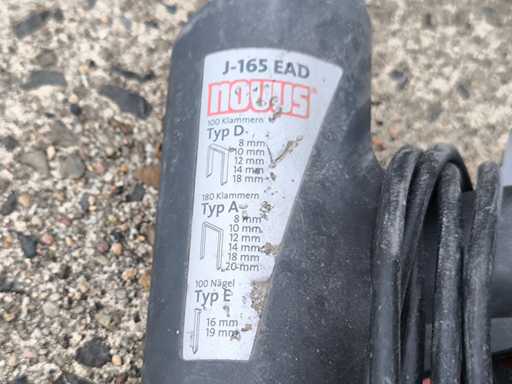 J-165 EAD
novus®
100 Klammern
Typ D
8 mm
10 mm
12 mm
14 mm
18 mm
180 Klammern
Typ A
8 mm
10 mm
12 mm
14 mm
18 mm
20 mm
100 Nägel
Typ E
16 mm
19 mm